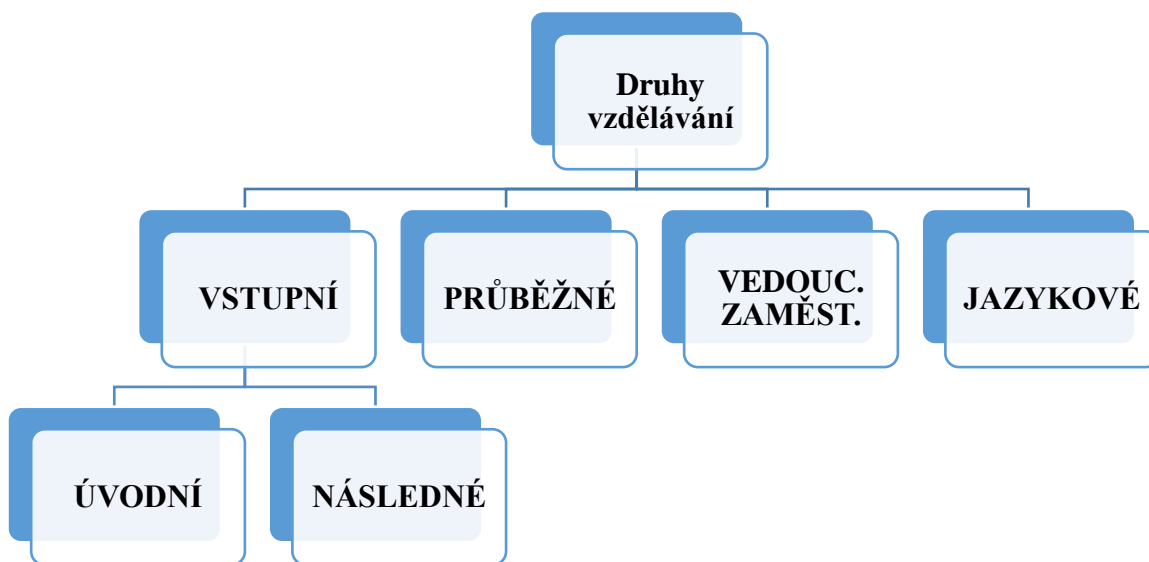 Druhy
vzdělávání
VSTUPNÍ
PRŮBĚŽNÉ
VEDOUC.
ZAMĚST.
JAZYKOVÉ
ÚVODNÍ
NÁSLEDNÉ